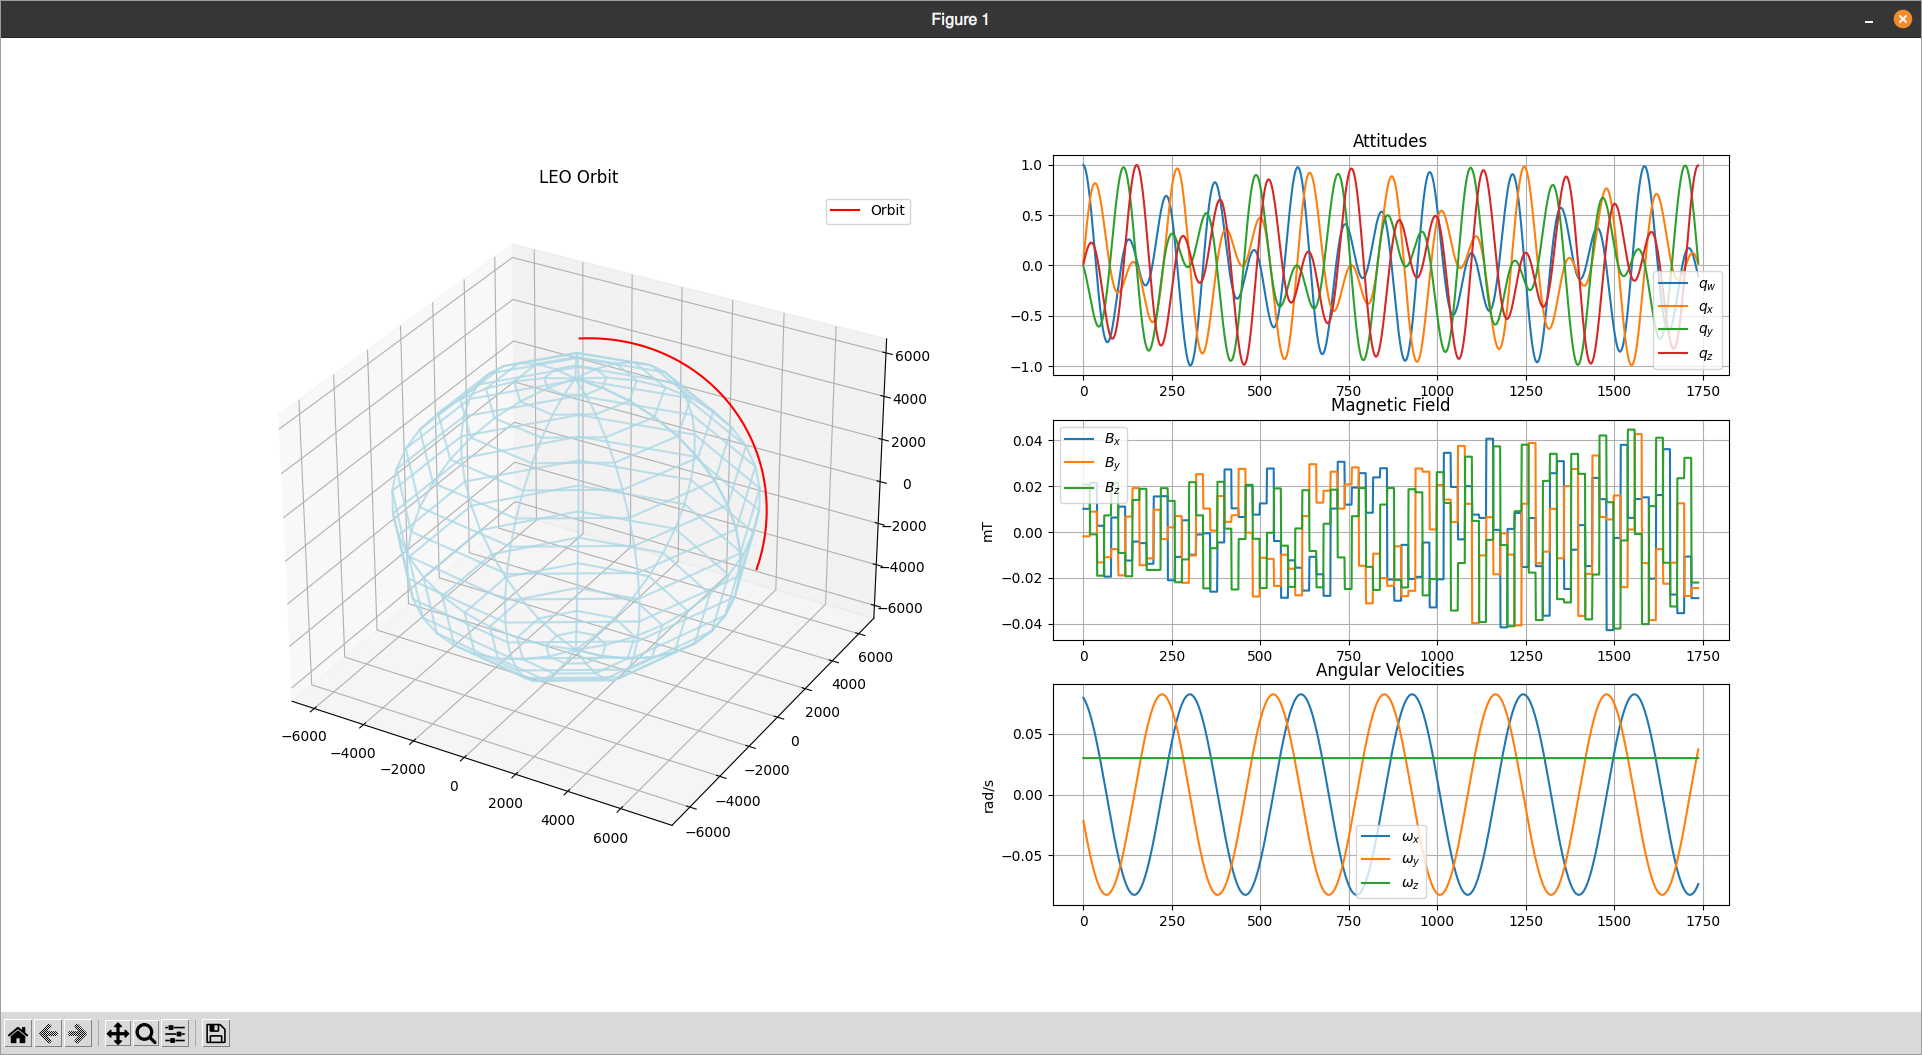 Figure 1
LEO Orbit
Orbit
6000
4000
2000
0
−2000
−4000
−6000
−6000
−4000
−2000
0
2000
4000
6000
6000
4000
2000
0
−2000
−4000
−6000
Attitudes
1.0
0.5
0.0
−0.5
−1.0
q_w
q_x
q_y
q_z
0 250 500 750 1000 1250 1500 1750
Magnetic Field
mT
0.04
0.02
0.00
−0.02
−0.04
B_x
B_y
B_z
0 250 500 750 1000 1250 1500 1750
Angular Velocities
rad/s
0.05
0.00
−0.05
ω_x
ω_y
ω_z
0 250 500 750 1000 1250 1500 1750